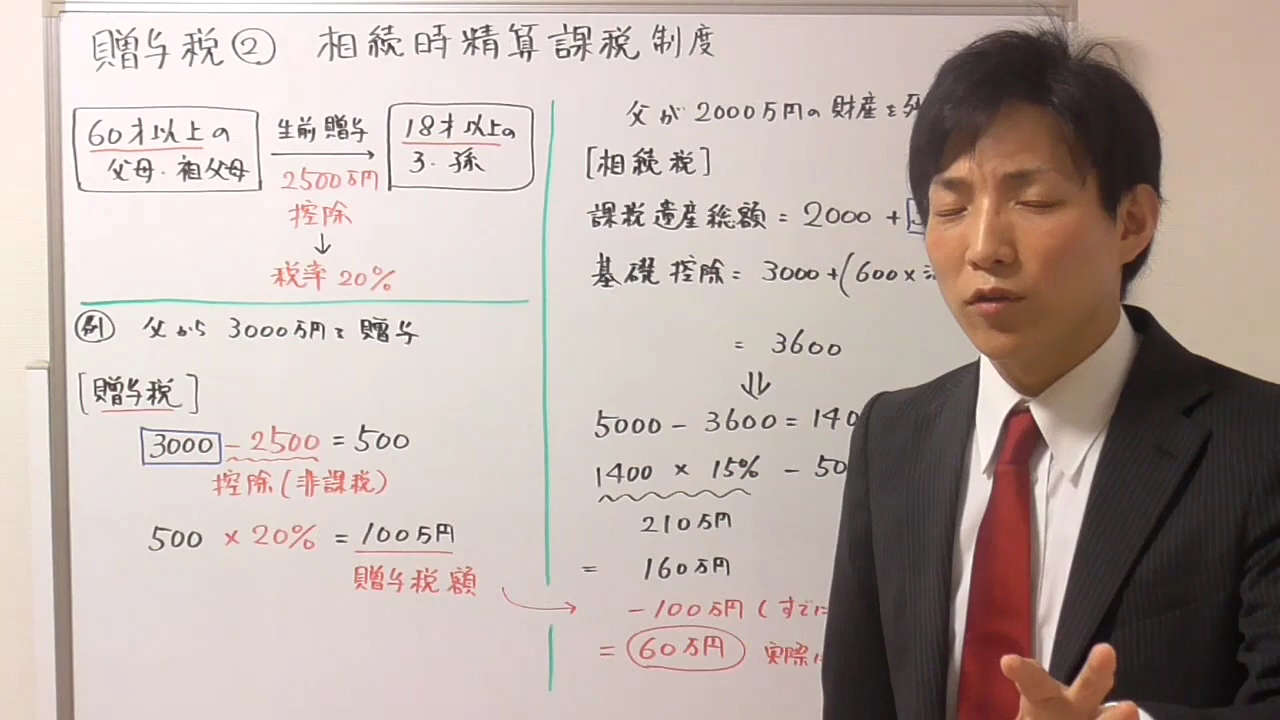 贈与税② 相続時精算課税制度
60才以上の
父母・祖父母
生前贈与
2500万円
控除
↓
税率20%
18才以上の
子・孫
例 父から3000万円を贈与
[贈与税]
3000 - 2500 = 500
控除(非課税)
500 × 20% = 100万円
贈与税額
父が2000万円の財産を
[相続税]
課税遺産総額 = 2000 +
基礎控除 = 3000+(600×
= 3600
⇓
5000 - 3600 = 140
1400 × 15% - 50
210万円
= 160万円
-100万円(すでに
= 60万円 実際